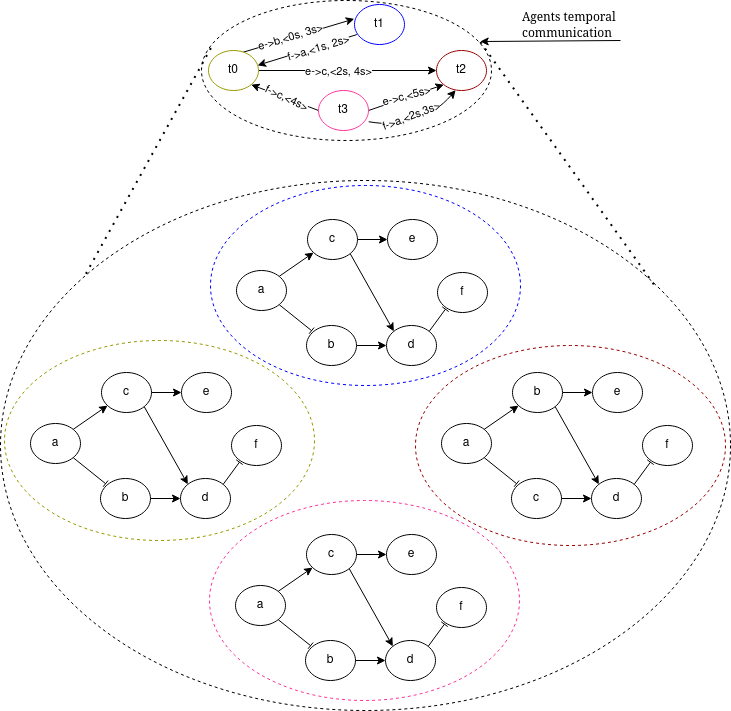 Agents temporal
communication
t1
e->b,<0s, 3s>
f->a,<1s, 2s>
t0
e->c,<2s, 4s>
t2
f->c,<4s>
t3
e->c,<5s>
f->a,<2s,3s>
c
e
a
f
b
d
c
e
a
f
b
d
b
e
a
f
c
d
c
e
a
f
b
d